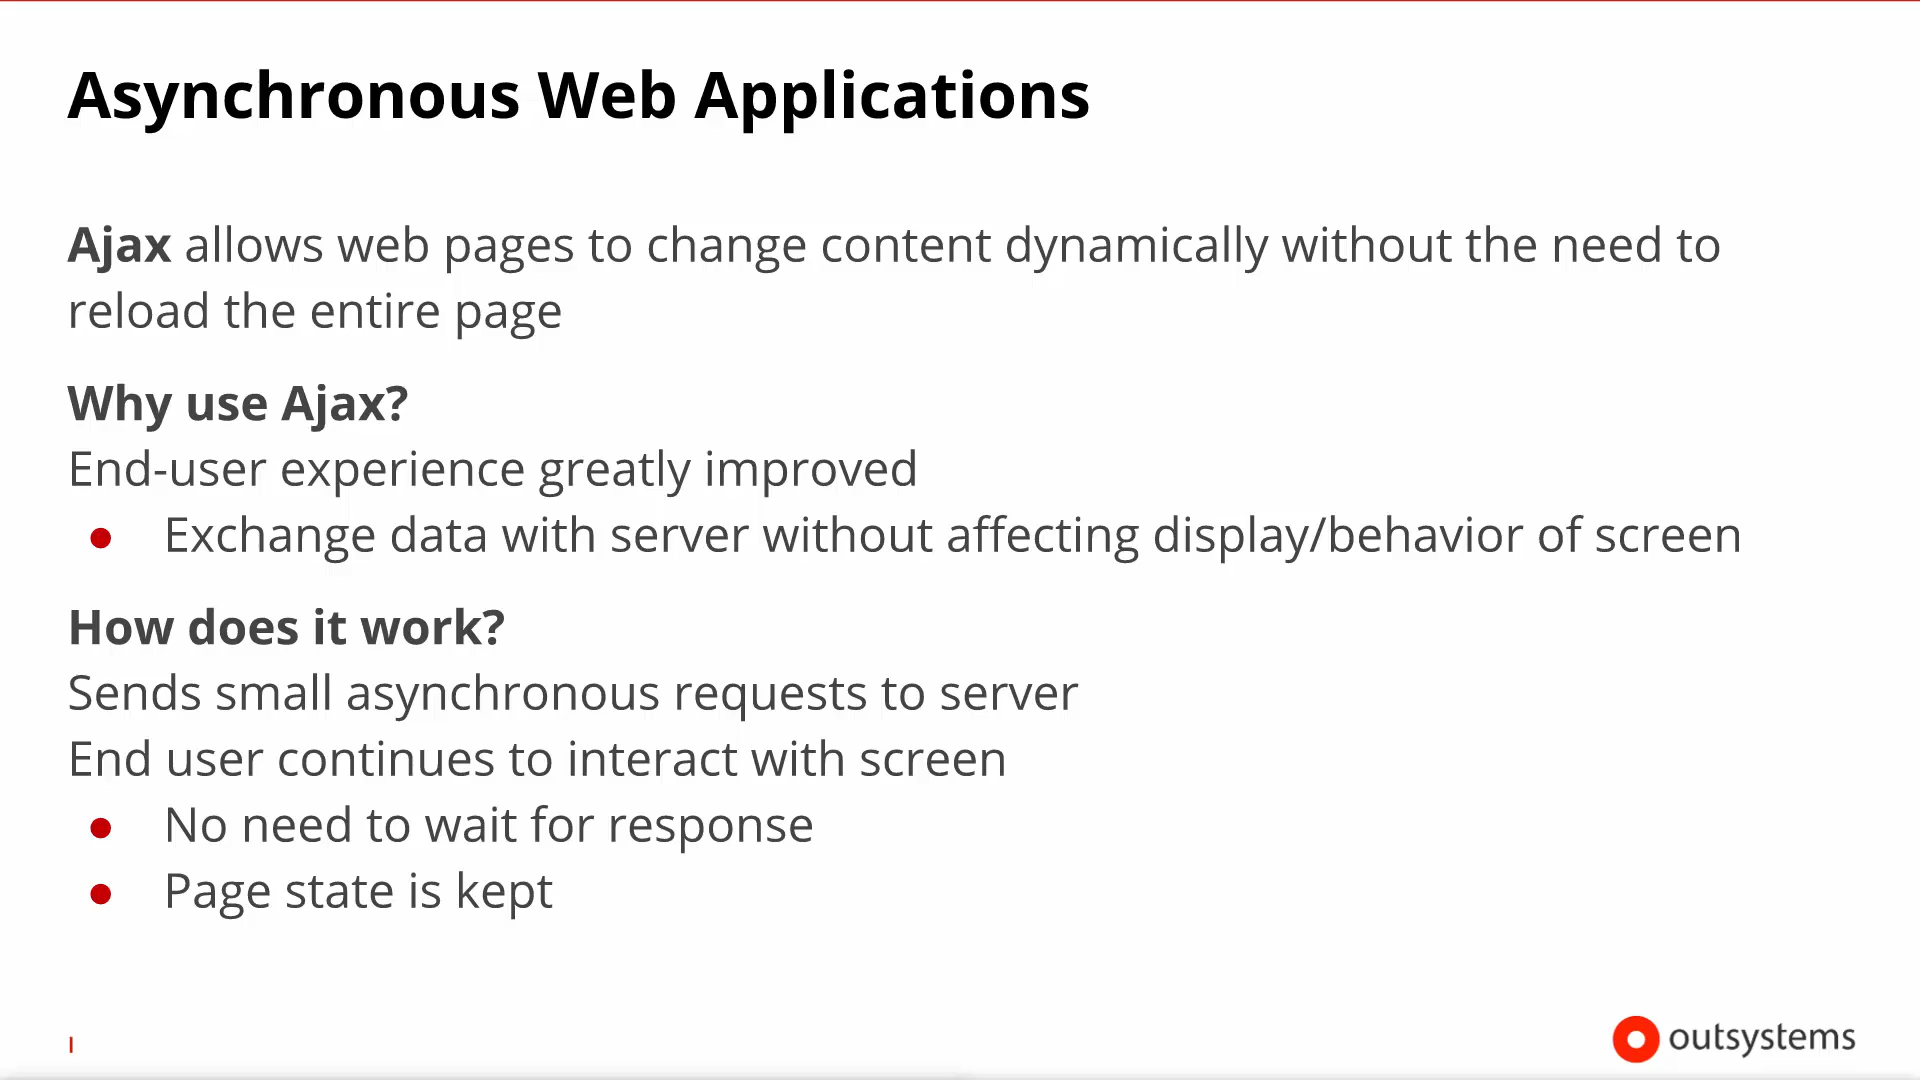 Asynchronous Web Applications
Ajax allows web pages to change content dynamically without the need to
reload the entire page
Why use Ajax?
End-user experience greatly improved
● Exchange data with server without affecting display/behavior of screen
How does it work?
Sends small asynchronous requests to server
End user continues to interact with screen
● No need to wait for response
● Page state is kept
outsystems